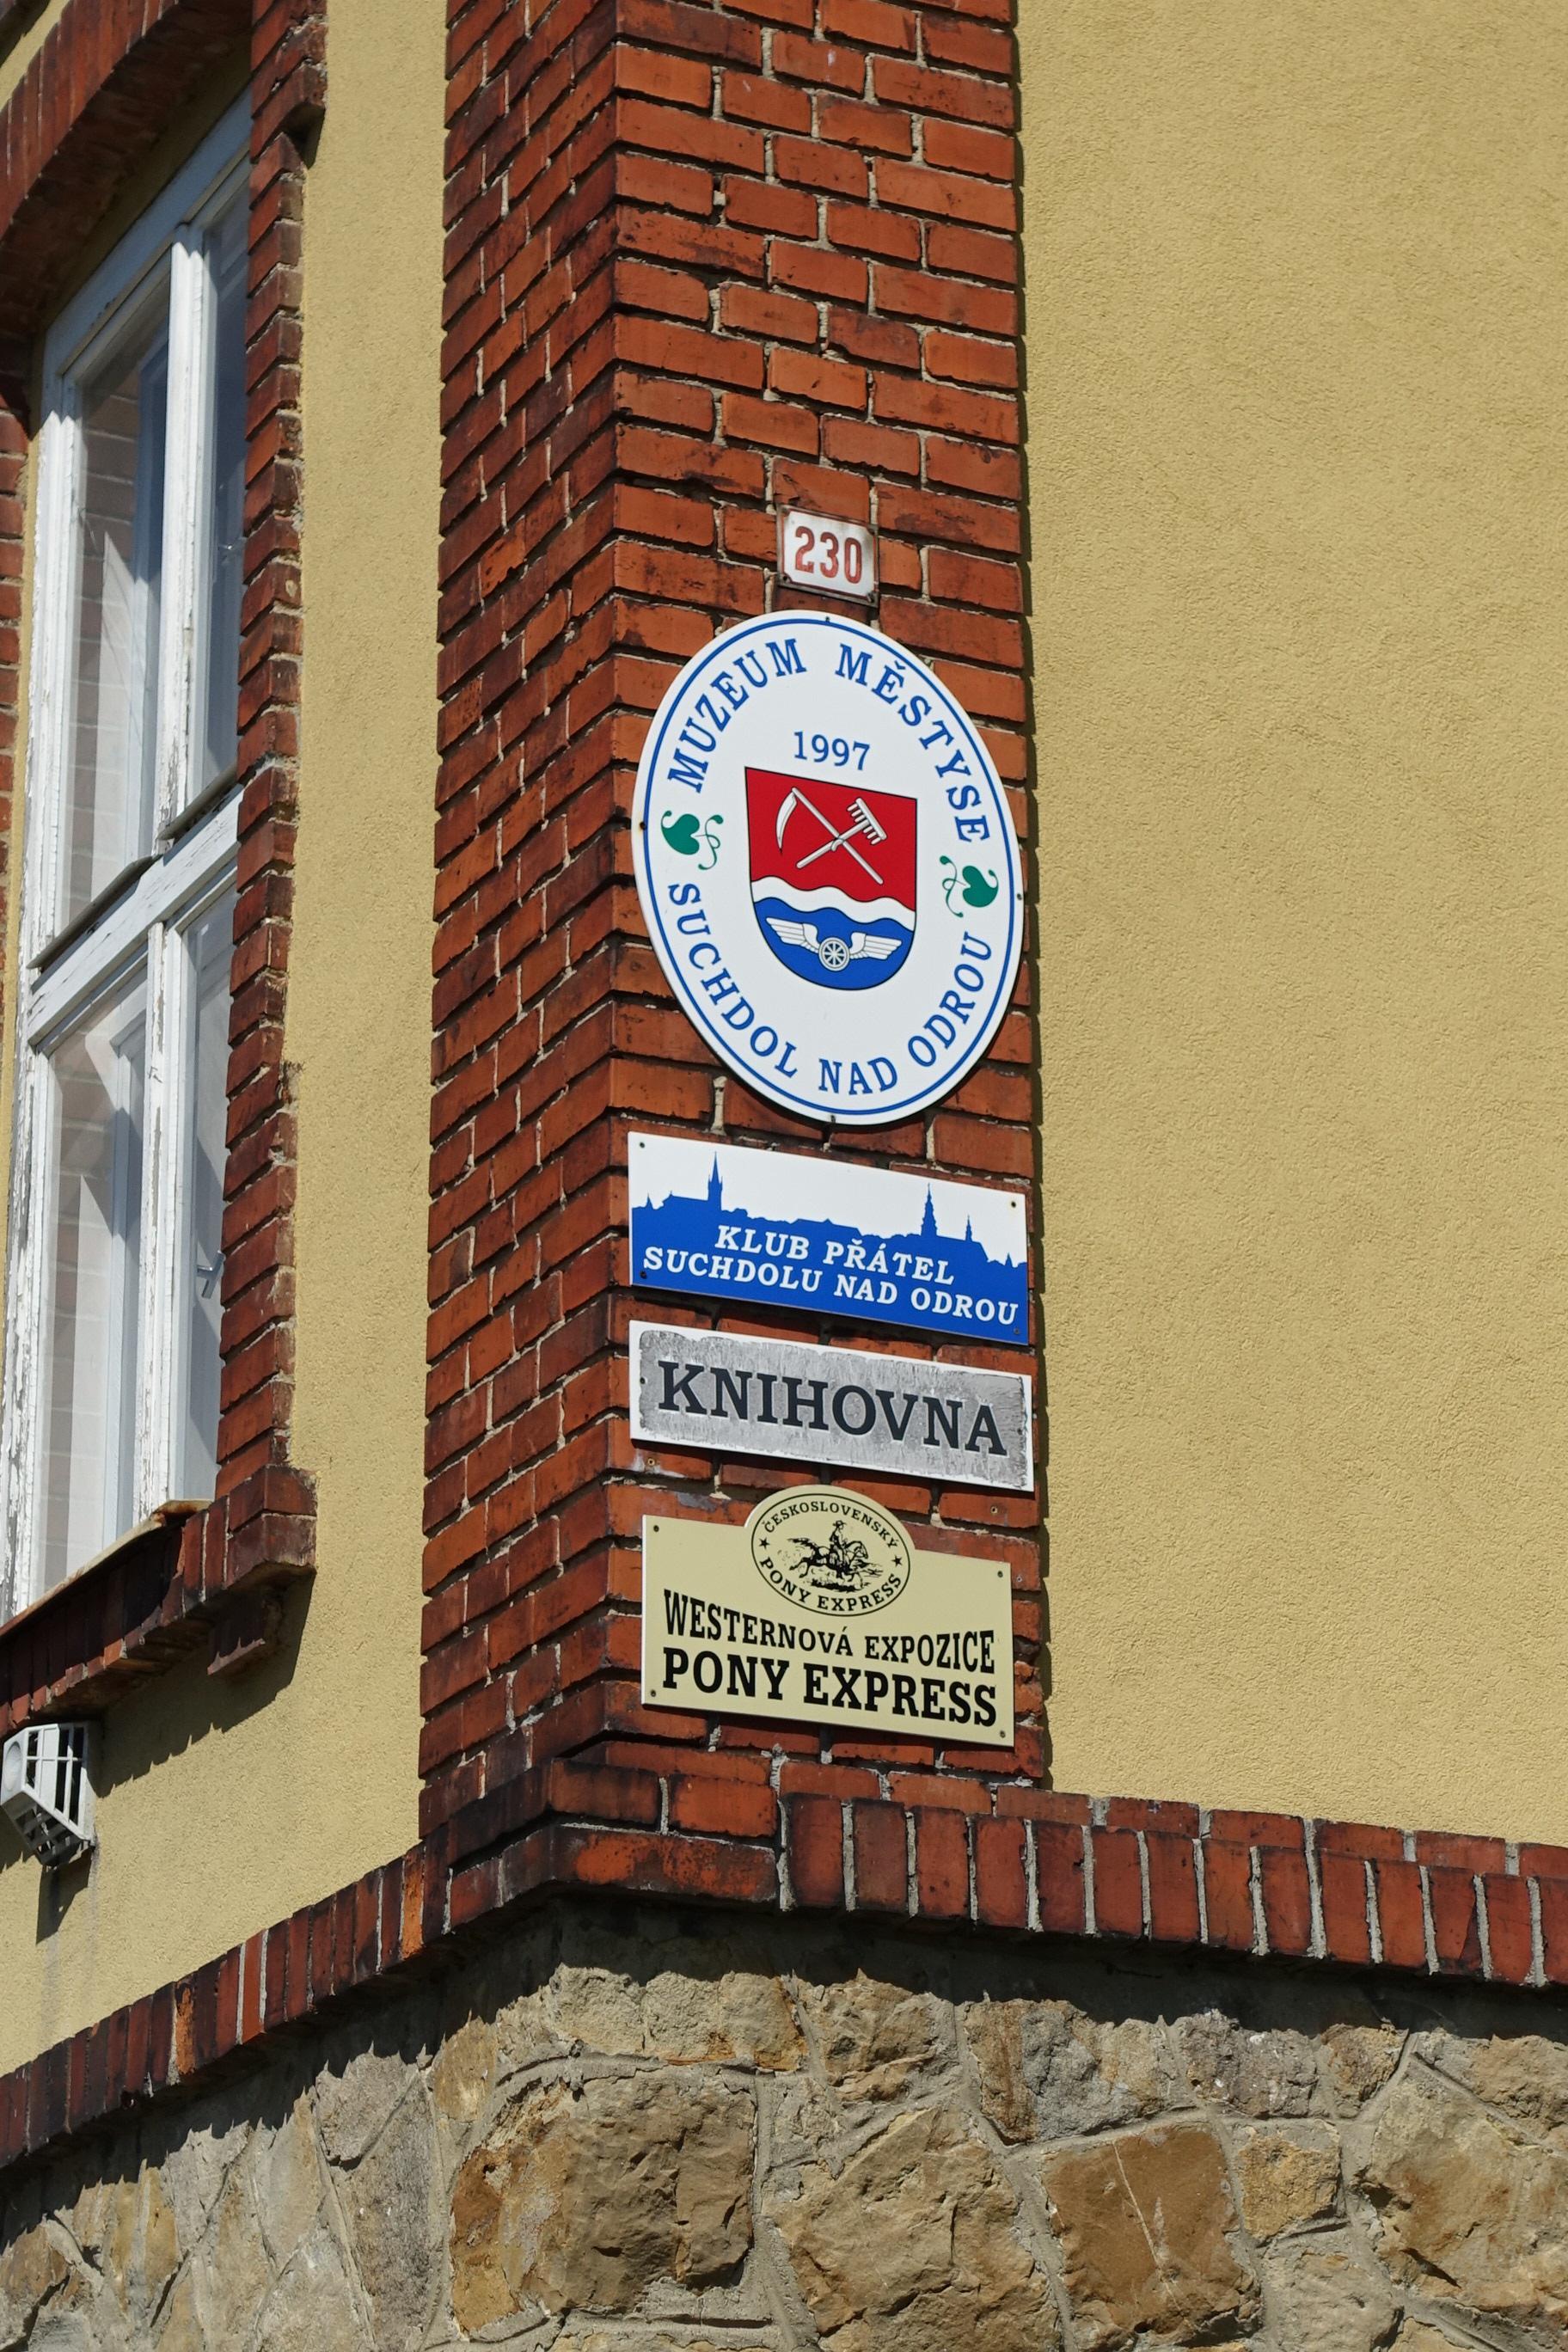 230
MUZEUM MĚSTYSE
1997
SUCHDOL NAD ODROU
KLUB PŘÁTEL
SUCHDOLU NAD ODROU
KNIHOVNA
ČESKOSLOVENSKÝ
PONY EXPRESS
WESTERNOVÁ EXPOZICE
PONY EXPRESS